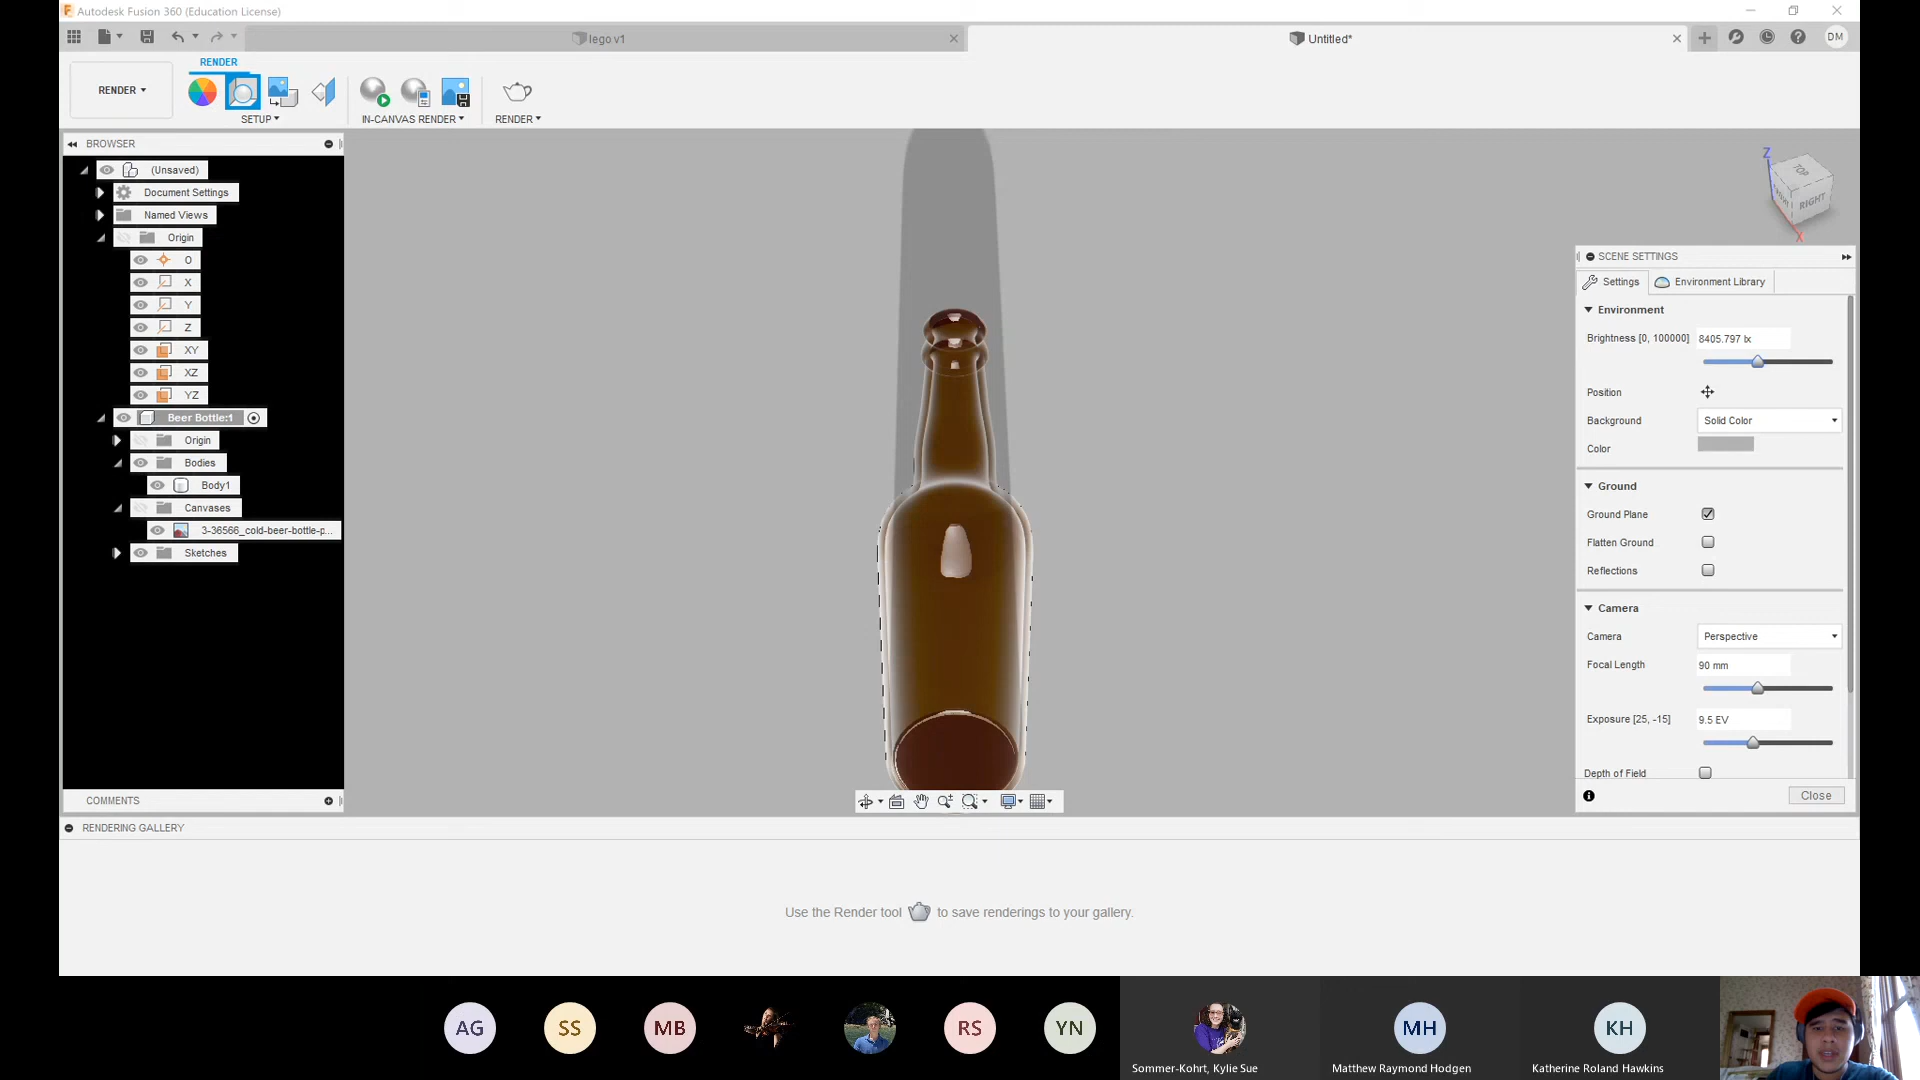 Autodesk Fusion 360 (Education License)
lego v1
Untitled*
DM
RENDER
RENDER
SETUP
IN-CANVAS RENDER
RENDER
BROWSER
(Unsaved)
Document Settings
Named Views
Origin
O
X
Y
Z
XY
XZ
YZ
Beer Bottle:1
Origin
Bodies
Body1
Canvases
3-36566_cold-beer-bottle-p...
Sketches
COMMENTS
Z
TOP
RIGHT
X
SCENE SETTINGS
Settings
Environment Library
Environment
Brightness [0, 100000] 8405.797 lx
Position
Background Solid Color
Color
Ground
Ground Plane
Flatten Ground
Reflections
Camera
Camera Perspective
Focal Length 90 mm
Exposure [25, -15] 9.5 EV
Depth of Field
Close
RENDERING GALLERY
Use the Render tool to save renderings to your gallery.
AG
SS
MB
RS
YN
MH
KH
Sommer-Kohrt, Kylie Sue
Matthew Raymond Hodgen
Katherine Roland Hawkins